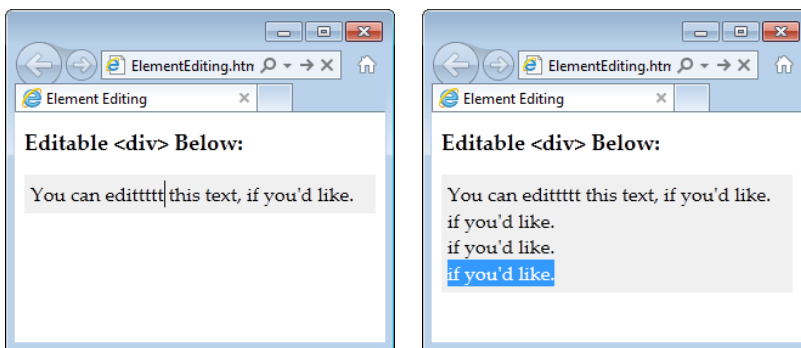 ElementEditing.htm
Element Editing
Editable <div> Below:
You can edittttt this text, if you'd like.
ElementEditing.htm
Element Editing
Editable <div> Below:
You can edittttt this text, if you'd like.
if you'd like.
if you'd like.
if you'd like.